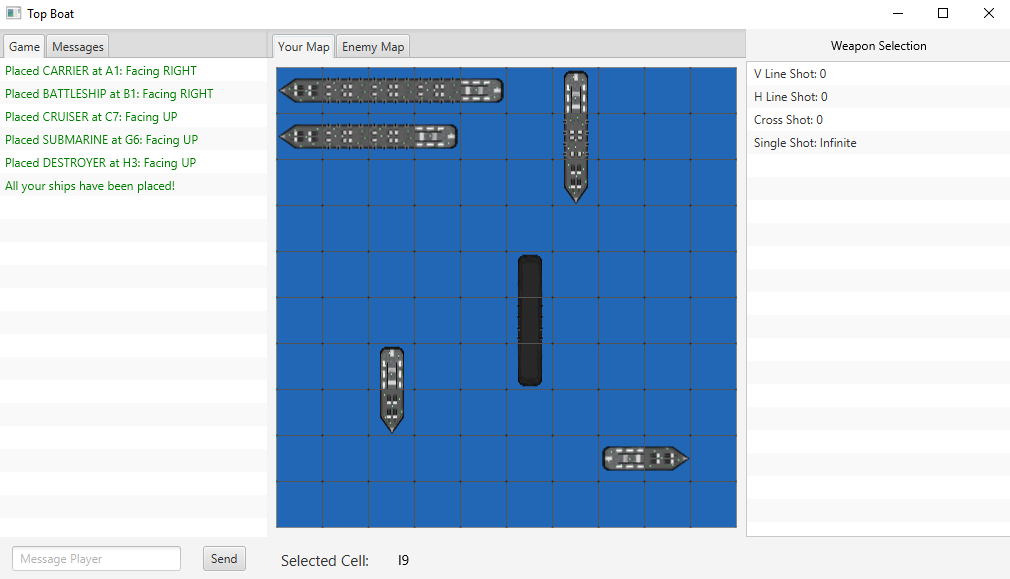 Top Boat
Game
Messages
Your Map
Enemy Map
Weapon Selection
Placed CARRIER at A1: Facing RIGHT
Placed BATTLESHIP at B1: Facing RIGHT
Placed CRUISER at C7: Facing UP
Placed SUBMARINE at G6: Facing UP
Placed DESTROYER at H3: Facing UP
All your ships have been placed!
V Line Shot: 0
H Line Shot: 0
Cross Shot: 0
Single Shot: Infinite
Message Player
Send
Selected Cell: I9